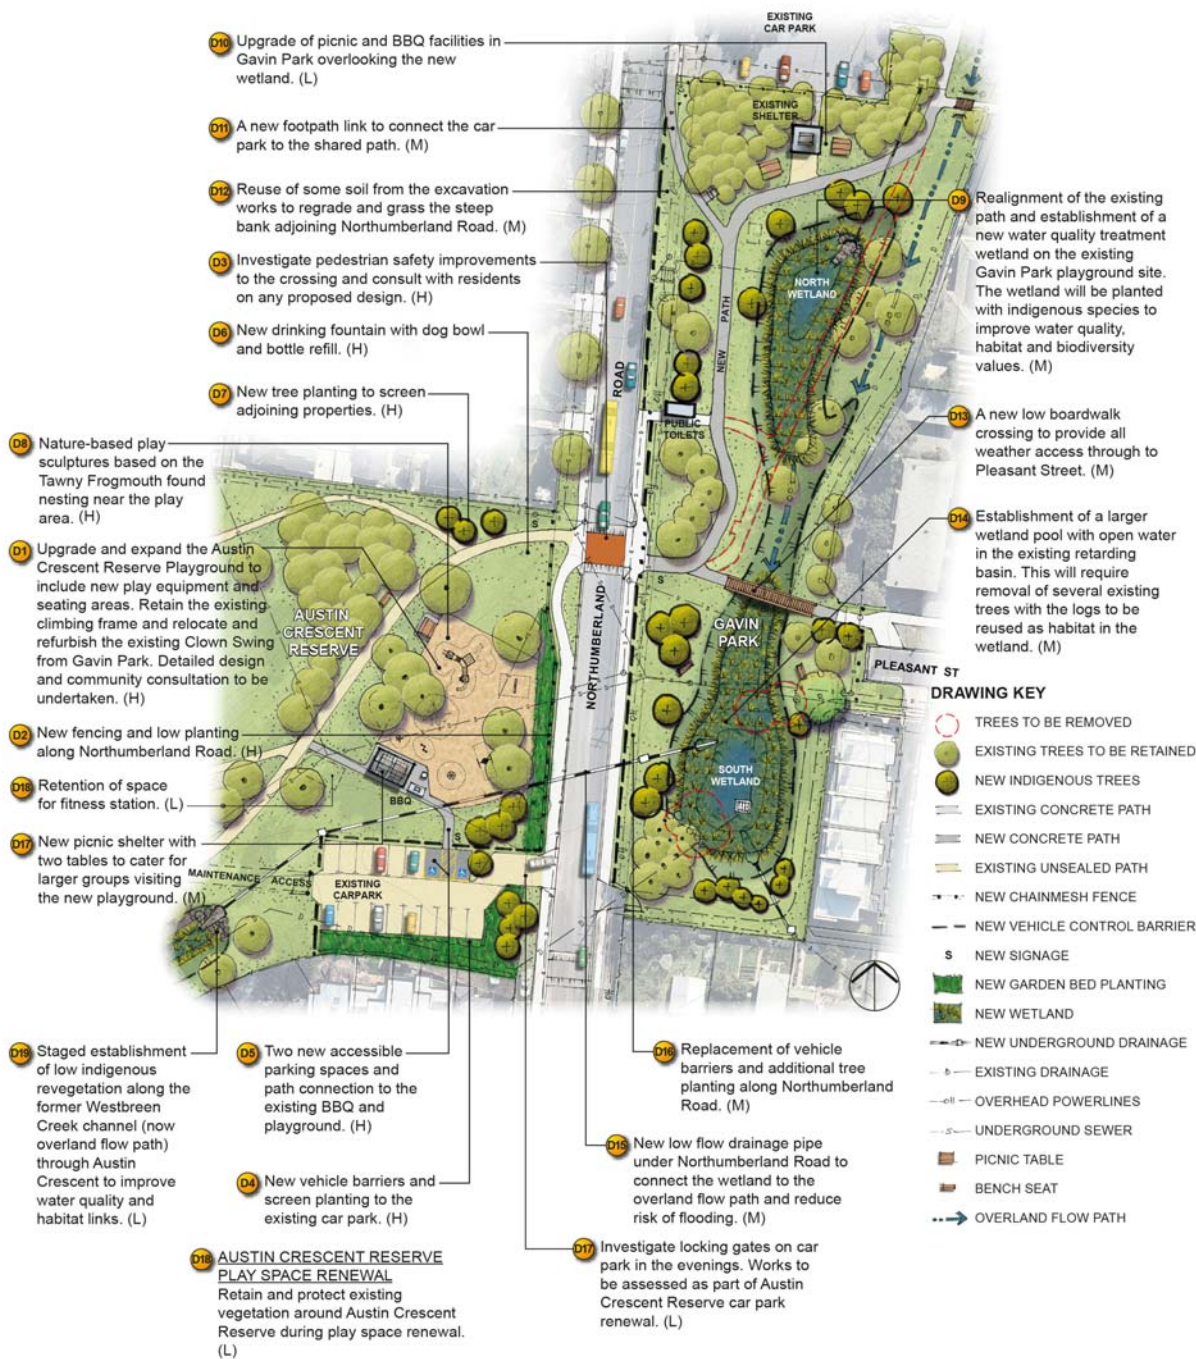 EXISTING
CAR PARK
D10 Upgrade of picnic and BBQ facilities in
Gavin Park overlooking the new
wetland. (L)
EXISTING
SHELTER
D11 A new footpath link to connect the car
park to the shared path. (M)
D12 Reuse of some soil from the excavation
works to regrade and grass the steep
bank adjoining Northumberland Road. (M)
D3 Investigate pedestrian safety improvements
to the crossing and consult with residents
on any proposed design. (H)
D6 New drinking fountain with dog bowl
and bottle refill. (H)
D7 New tree planting to screen
adjoining properties. (H)
D8 Nature-based play
sculptures based on the
Tawny Frogmouth found
nesting near the play
area. (H)
D1 Upgrade and expand the Austin
Crescent Reserve Playground to
include new play equipment and
seating areas. Retain the existing
climbing frame and relocate and
refurbish the existing Clown Swing
from Gavin Park. Detailed design
and community consultation to be
undertaken. (H)
D2 New fencing and low planting
along Northumberland Road. (H)
D18 Retention of space
for fitness station. (L)
D17 New picnic shelter with
two tables to cater for
larger groups visiting
the new playground. (M)
D9 Realignment of the existing
path and establishment of a
new water quality treatment
wetland on the existing
Gavin Park playground site.
The wetland will be planted
with indigenous species to
improve water quality,
habitat and biodiversity
values. (M)
D13 A new low boardwalk
crossing to provide all
weather access through to
Pleasant Street. (M)
D14 Establishment of a larger
wetland pool with open water
in the existing retarding
basin. This will require
removal of several existing
trees with the logs to be
reused as habitat in the
wetland. (M)
NORTH
WETLAND
NEW PATH
ROAD
PUBLIC
TOILETS
S
S
AUSTIN
CRESCENT
RESERVE
NORTHUMBERLAND
GAVIN
PARK
PLEASANT ST
SOUTH
WETLAND
BBQ
S
MAINTENANCE ACCESS
EXISTING
CARPARK
DRAWING KEY
TREES TO BE REMOVED
EXISTING TREES TO BE RETAINED
NEW INDIGENOUS TREES
EXISTING CONCRETE PATH
NEW CONCRETE PATH
EXISTING UNSEALED PATH
NEW CHAINMESH FENCE
NEW VEHICLE CONTROL BARRIER
S NEW SIGNAGE
NEW GARDEN BED PLANTING
NEW WETLAND
NEW UNDERGROUND DRAINAGE
EXISTING DRAINAGE
OVERHEAD POWERLINES
UNDERGROUND SEWER
PICNIC TABLE
BENCH SEAT
OVERLAND FLOW PATH
D19 Staged establishment
of low indigenous
revegetation along the
former Westbreen
Creek channel (now
overland flow path)
through Austin
Crescent to improve
water quality and
habitat links. (L)
D5 Two new accessible
parking spaces and
path connection to the
existing BBQ and
playground. (H)
D4 New vehicle barriers and
screen planting to the
existing car park. (H)
D18 AUSTIN CRESCENT RESERVE
PLAY SPACE RENEWAL
Retain and protect existing
vegetation around Austin Crescent
Reserve during play space renewal.
(L)
D16 Replacement of vehicle
barriers and additional tree
planting along Northumberland
Road. (M)
D15 New low flow drainage pipe
under Northumberland Road to
connect the wetland to the
overland flow path and reduce
risk of flooding. (M)
D17 Investigate locking gates on car
park in the evenings. Works to
be assessed as part of Austin
Crescent Reserve car park
renewal. (L)